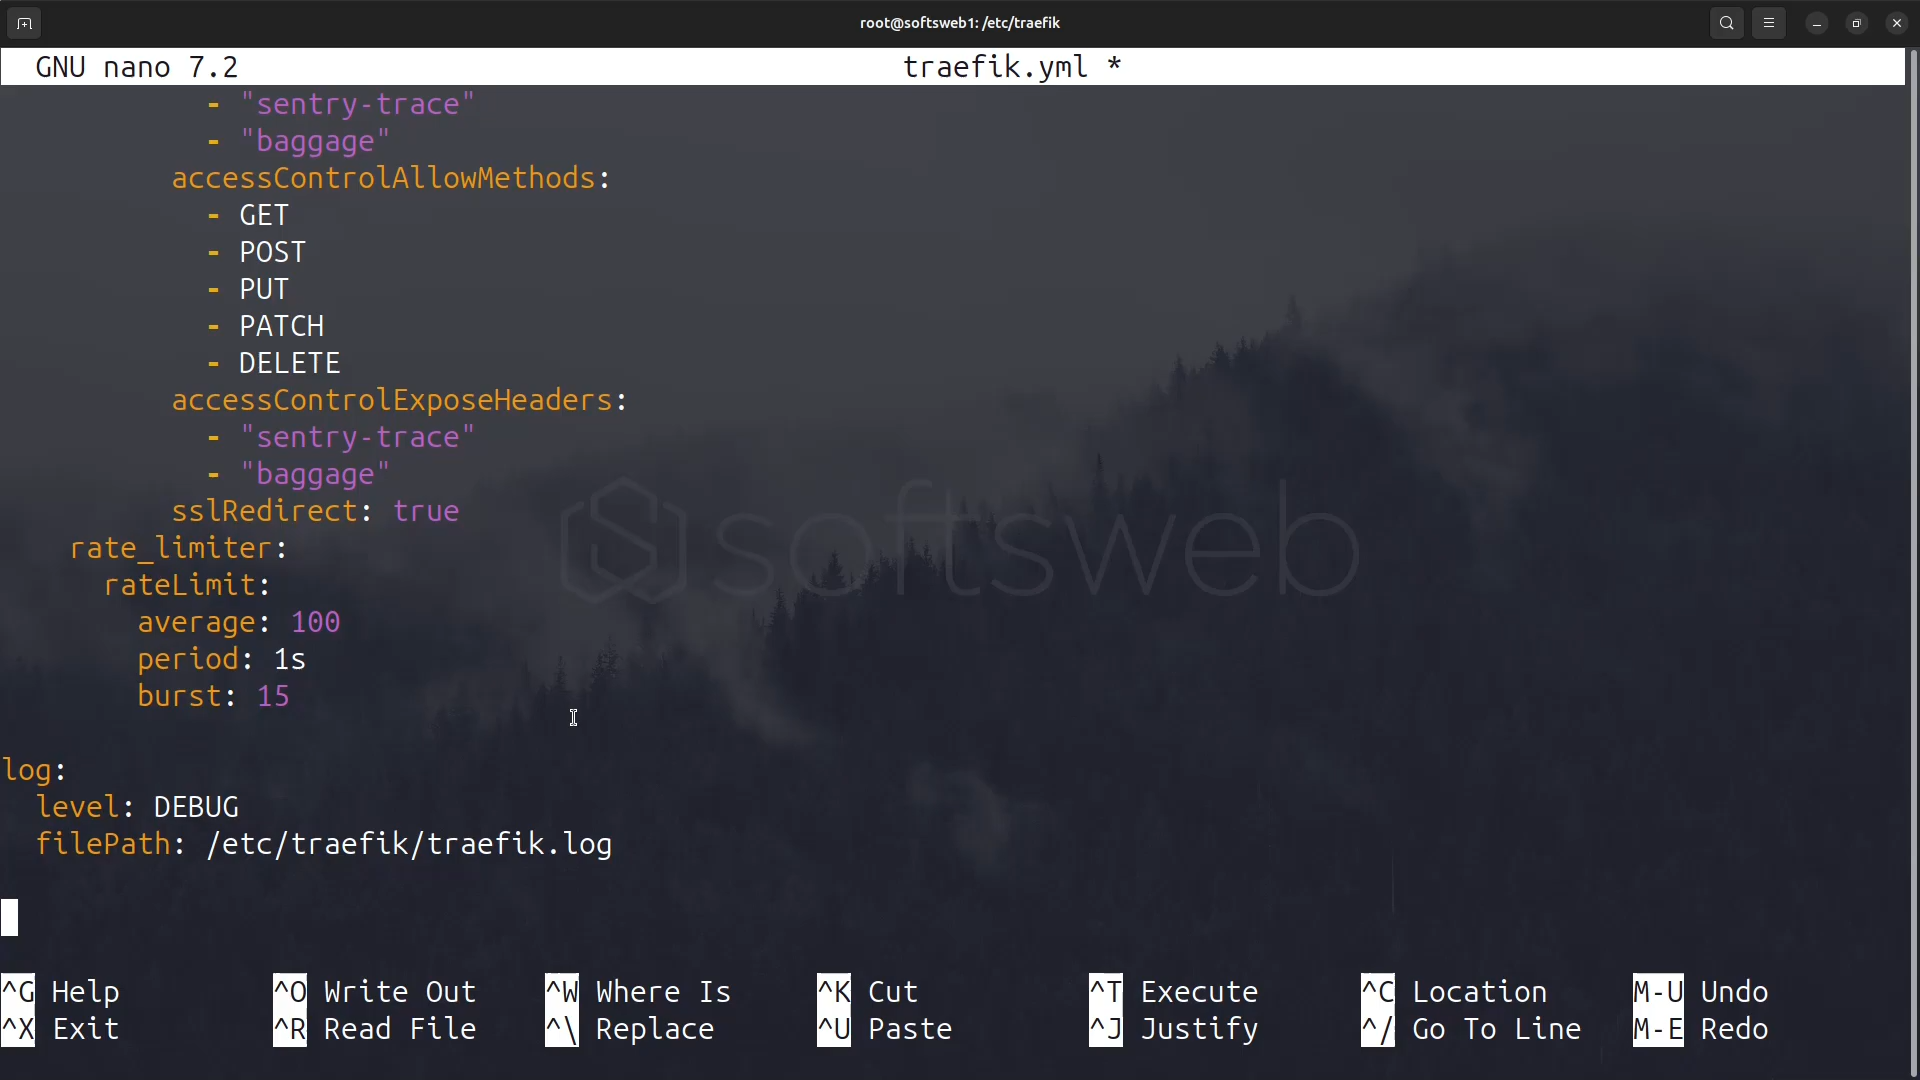 root@softsweb1: /etc/traefik
GNU nano 7.2 traefik.yml *
- "sentry-trace"
- "baggage"
accessControlAllowMethods:
- GET
- POST
- PUT
- PATCH
- DELETE
accessControlExposeHeaders:
- "sentry-trace"
- "baggage"
sslRedirect: true
rate_limiter:
rateLimit:
average: 100
period: 1s
burst: 15
softsweb
log:
level: DEBUG
filePath: /etc/traefik/traefik.log
^G Help ^O Write Out ^W Where Is ^K Cut ^T Execute ^C Location M-U Undo
^X Exit ^R Read File ^\ Replace ^U Paste ^J Justify ^/ Go To Line M-E Redo